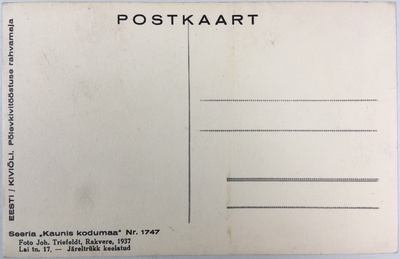 POSTKAART
EESTI / KIVIÕLI. Põlevkivitööstuse rahvamaja
Seeria „Kaunis kodumaa" Nr. 1747
Foto Joh. Triefeldt, Rakvere, 1937
Lai tn. 17. — Järeltrükk keelatud